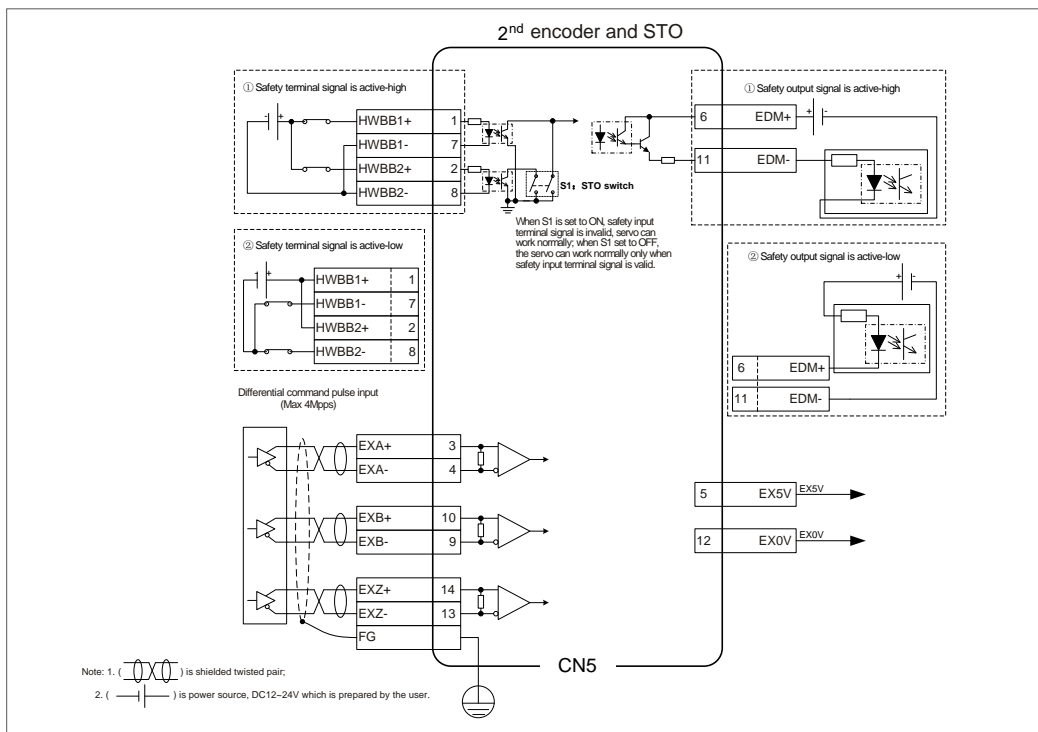 2nd encoder and STO
① Safety terminal signal is active-high
- +
HWBB1+ 1
HWBB1- 7
HWBB2+ 2
HWBB2- 8
S1： STO switch
When S1 is set to ON, safety input
terminal signal is invalid, servo can
work normally; when S1 set to OFF,
the servo can work normally only when
safety input terminal signal is valid.
① Safety output signal is active-high
6 EDM+
+ -
11 EDM-
② Safety terminal signal is active-low
- +
HWBB1+ 1
HWBB1- 7
HWBB2+ 2
HWBB2- 8
② Safety output signal is active-low
+ -
6 EDM+
11 EDM-
Differential command pulse input
(Max 4Mpps)
EXA+ 3
EXA- 4
EXB+ 10
EXB- 9
EXZ+ 14
EXZ- 13
FG
5 EX5V EX5V
12 EX0V EX0V
CN5
Note: 1. ( ) is shielded twisted pair;
2. ( ) is power source, DC12~24V which is prepared by the user.